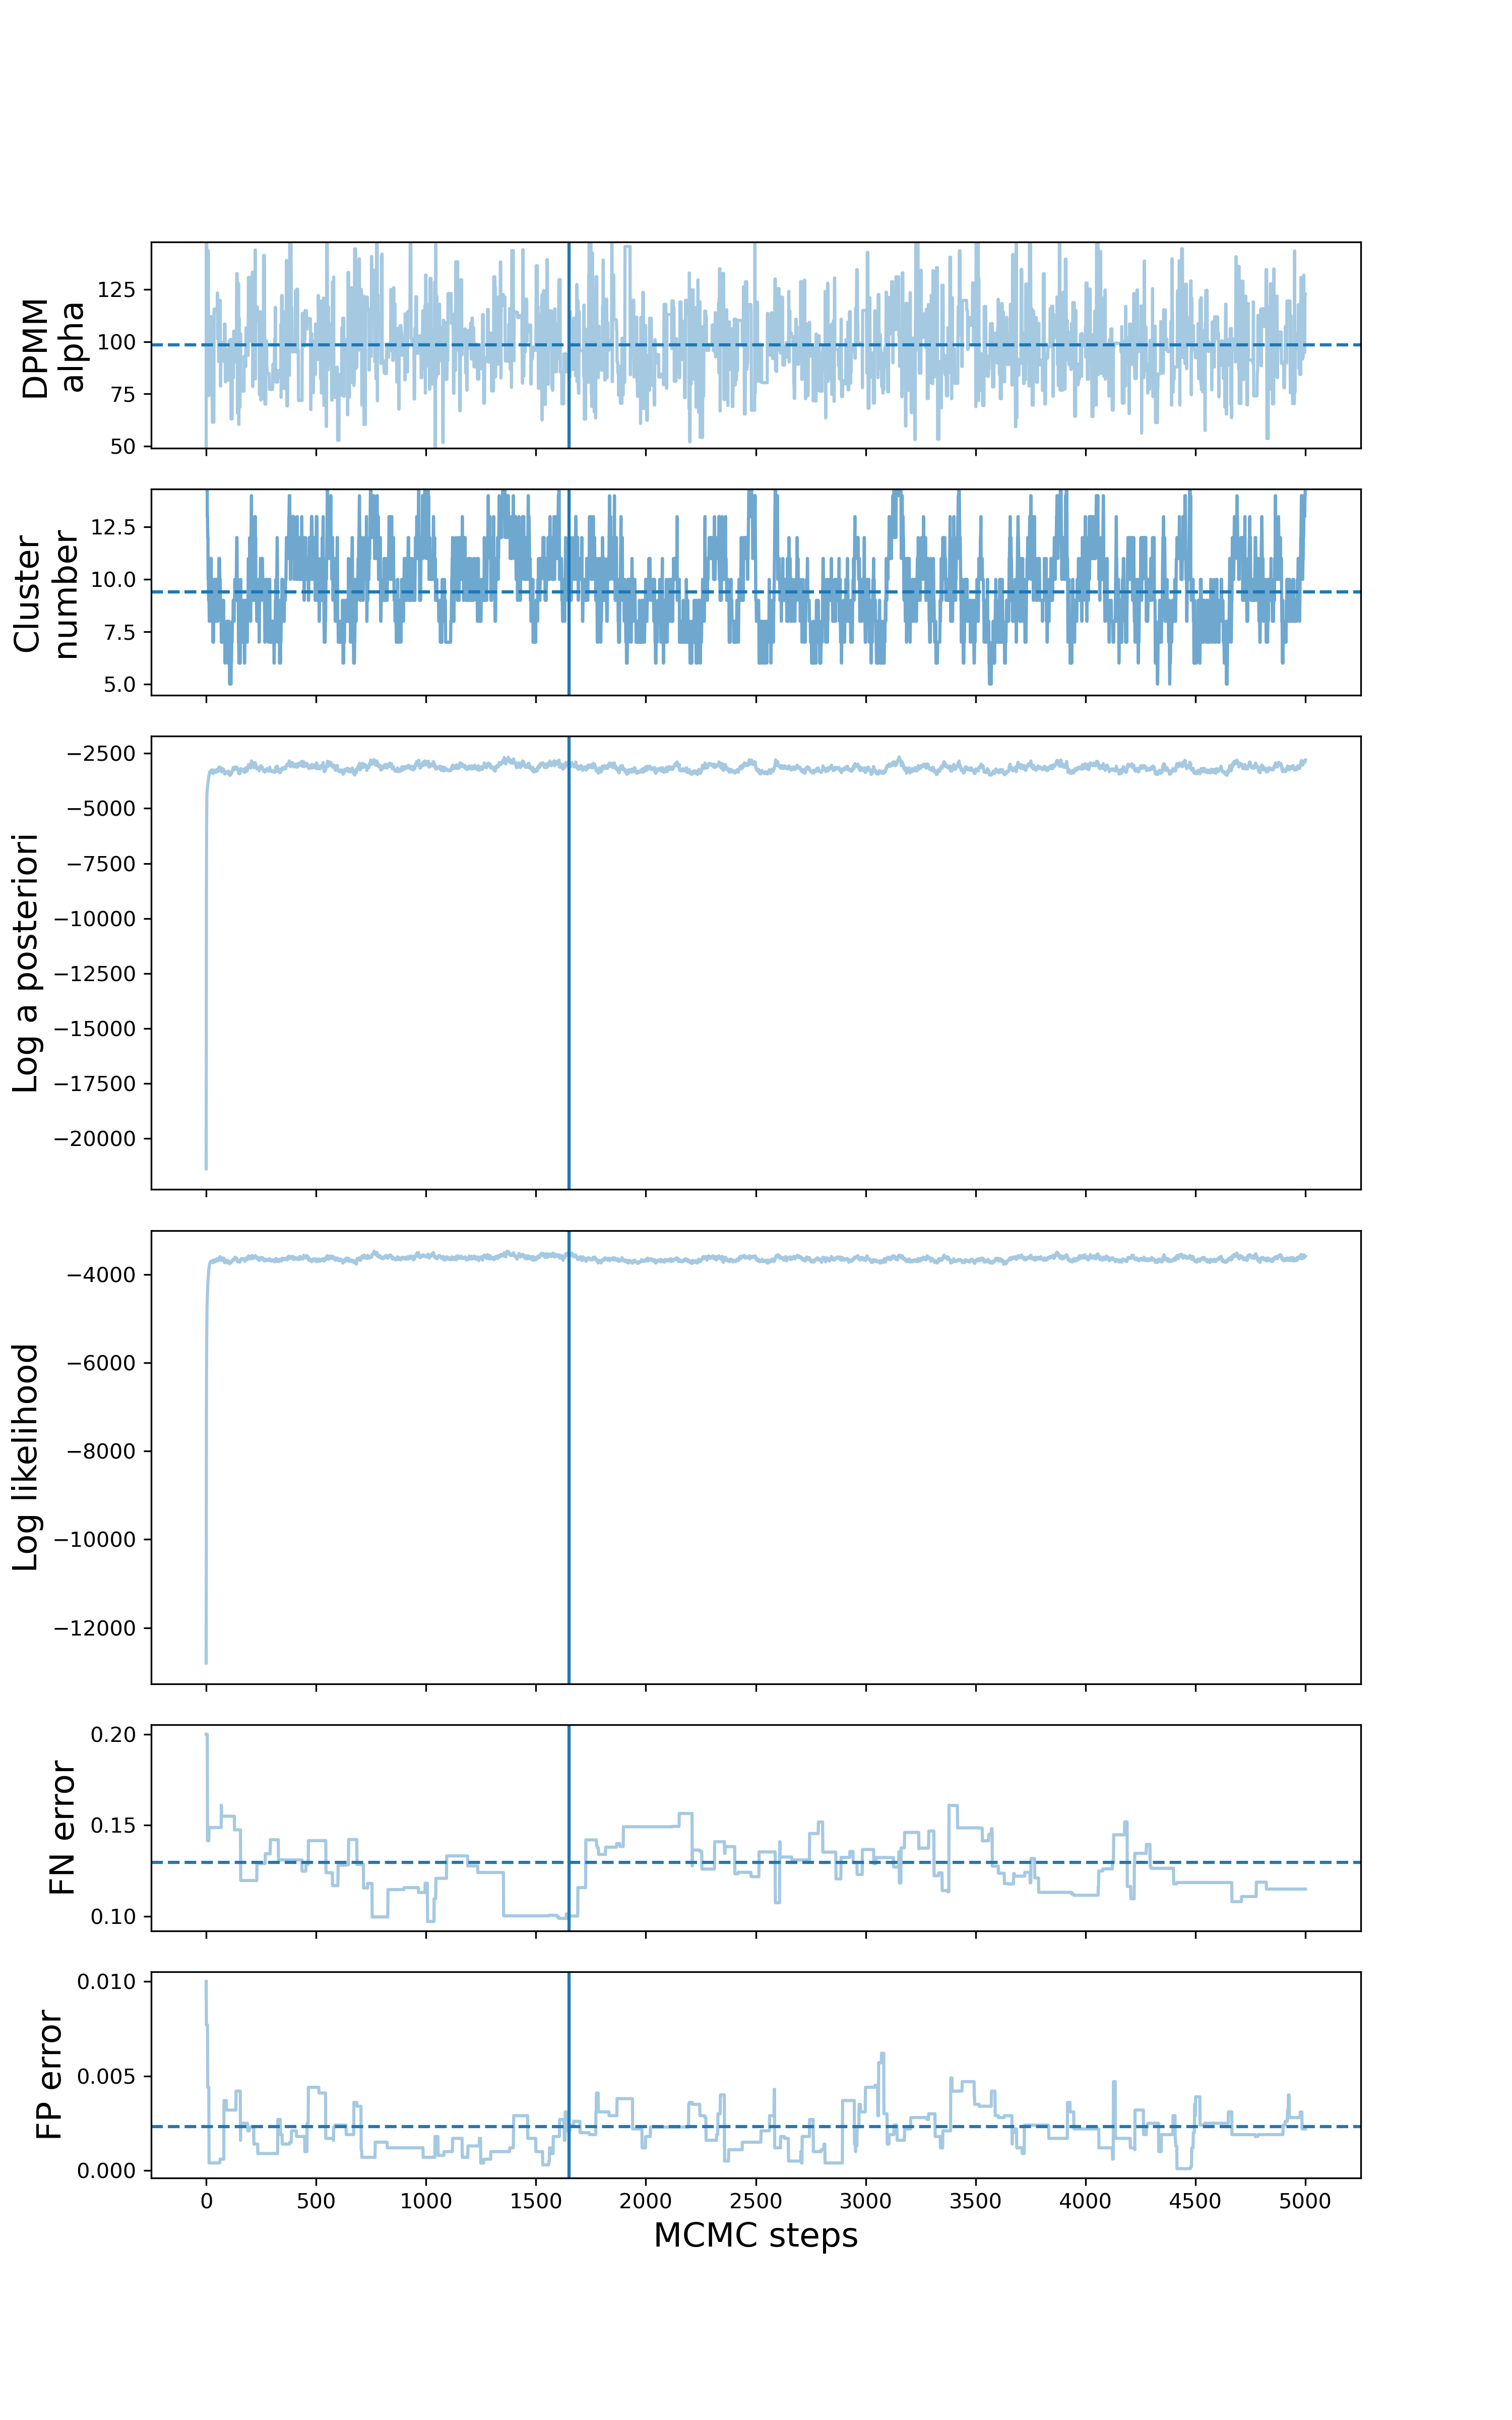 DPMM
alpha
125
100
75
50
Cluster
number
12.5
10.0
7.5
5.0
Log a posteriori
−2500
−5000
−7500
−10000
−12500
−15000
−17500
−20000
Log likelihood
−4000
−6000
−8000
−10000
−12000
FN error
0.20
0.15
0.10
FP error
0.010
0.005
0.000
0 500 1000 1500 2000 2500 3000 3500 4000 4500 5000
MCMC steps